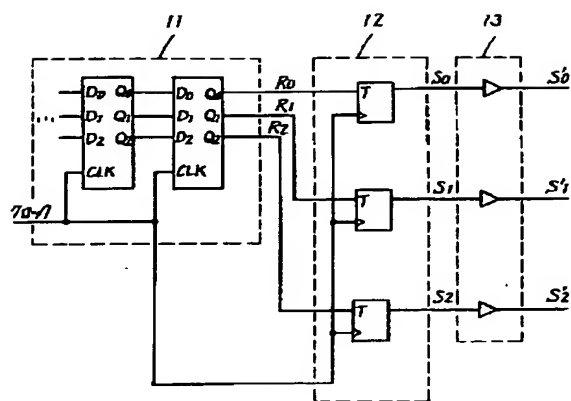 11 12 13
D0 Q0 D0 Q0 R0 T S0 S'0
... D1 Q1 D1 Q1 R1
D2 Q2 D2 Q2 R2
CLK CLK
T S1 S'1
T S2 S'2